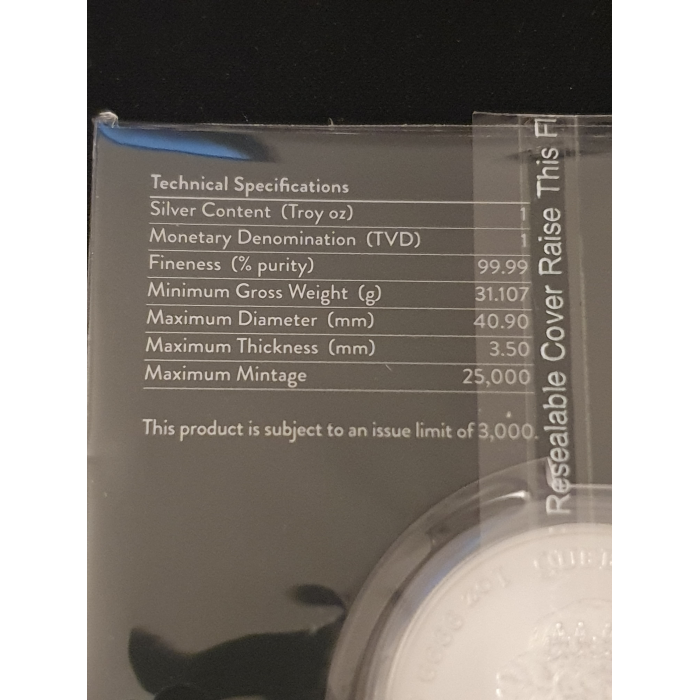 Technical Specifications
Silver Content (Troy oz) 1
Monetary Denomination (TVD) 1
Fineness (% purity) 99.99
Minimum Gross Weight (g) 31.107
Maximum Diameter (mm) 40.90
Maximum Thickness (mm) 3.50
Maximum Mintage 25,000
This product is subject to an issue limit of 3,000.
Resealable Cover Raise This Fl